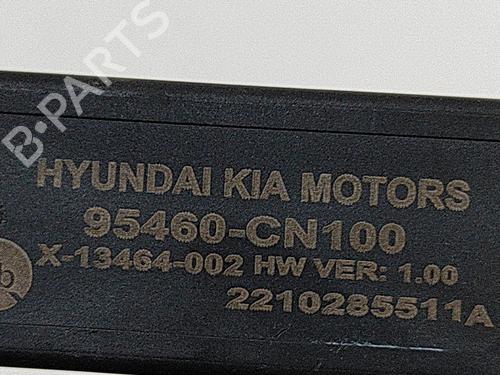 B-PARTS
HYUNDAI KIA MOTORS
95460-CN100
X-13464-002 HW VER: 1.00
2210285511A